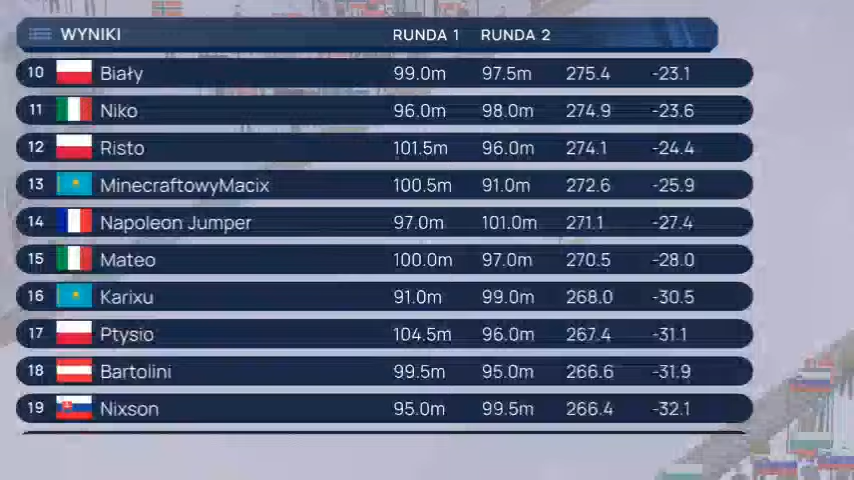 WYNIKI RUNDA 1 RUNDA 2
10 Biały 99.0m 97.5m 275.4 -23.1
11 Niko 96.0m 98.0m 274.9 -23.6
12 Risto 101.5m 96.0m 274.1 -24.4
13 MinecraftowyMacix 100.5m 91.0m 272.6 -25.9
14 Napoleon Jumper 97.0m 101.0m 271.1 -27.4
15 Mateo 100.0m 97.0m 270.5 -28.0
16 Karixu 91.0m 99.0m 268.0 -30.5
17 Ptysio 104.5m 96.0m 267.4 -31.1
18 Bartolini 99.5m 95.0m 266.6 -31.9
19 Nixson 95.0m 99.5m 266.4 -32.1